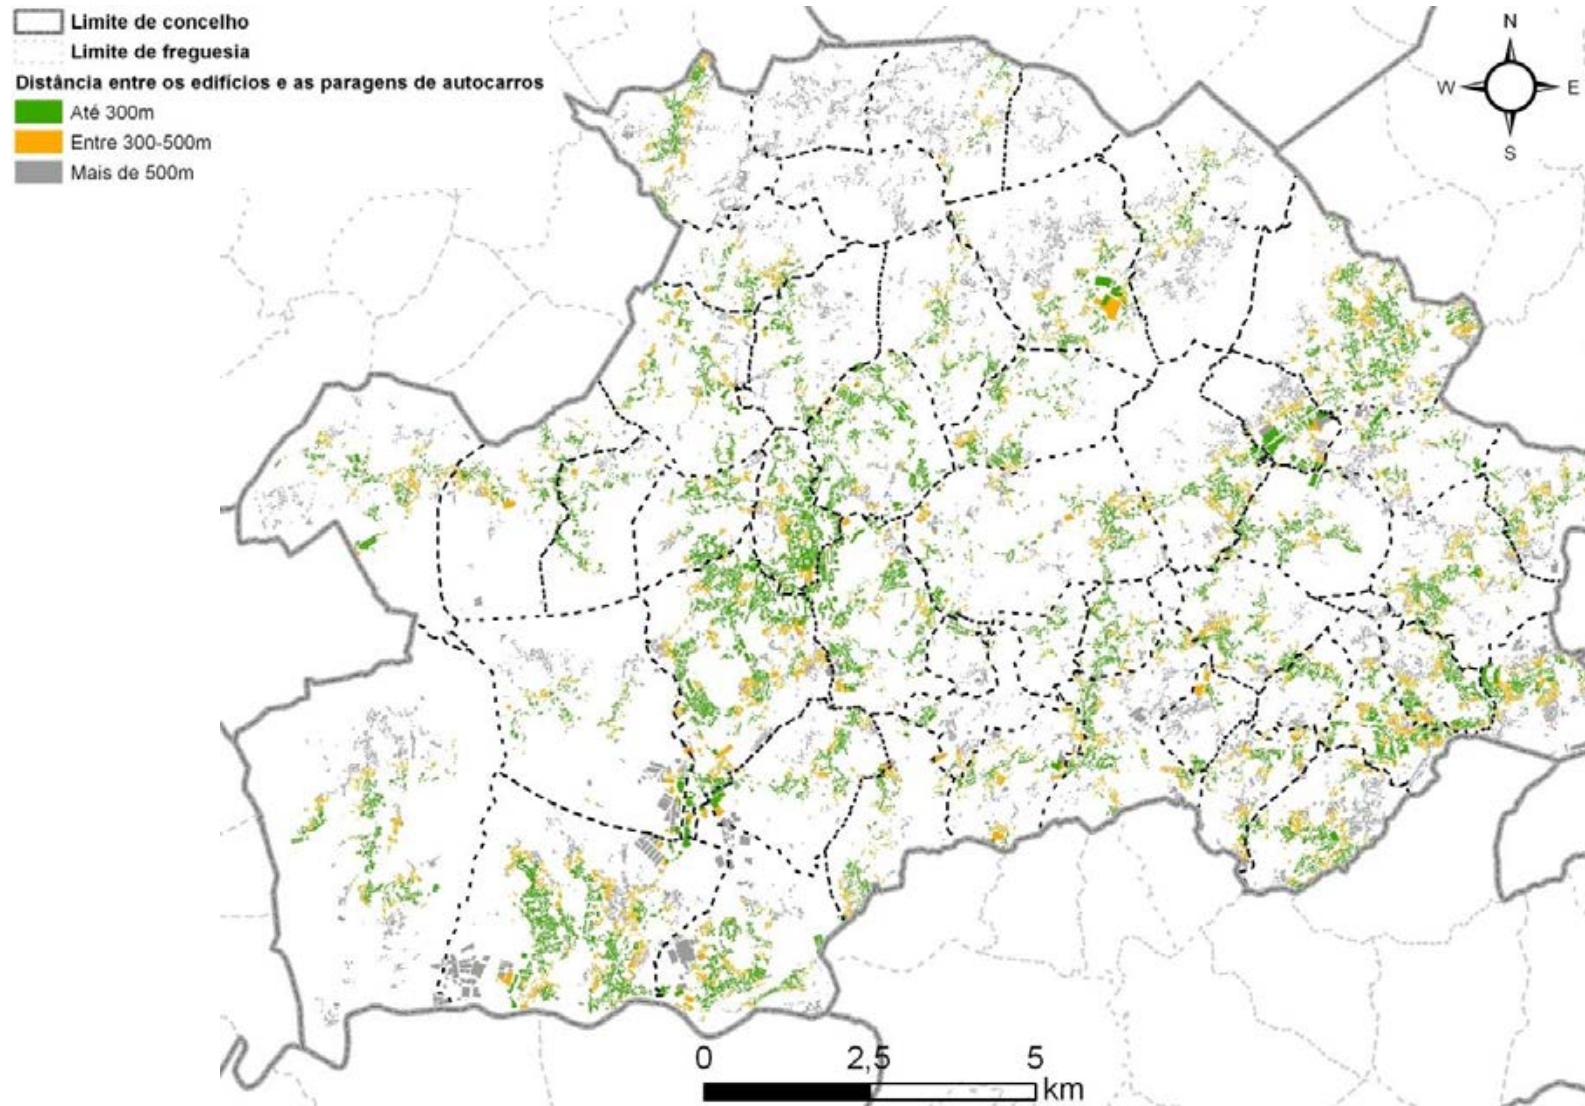 Limite de concelho
Limite de freguesia
Distância entre os edifícios e as paragens de autocarros
Até 300m
Entre 300-500m
Mais de 500m
N
W E
S
0 2,5 5
km